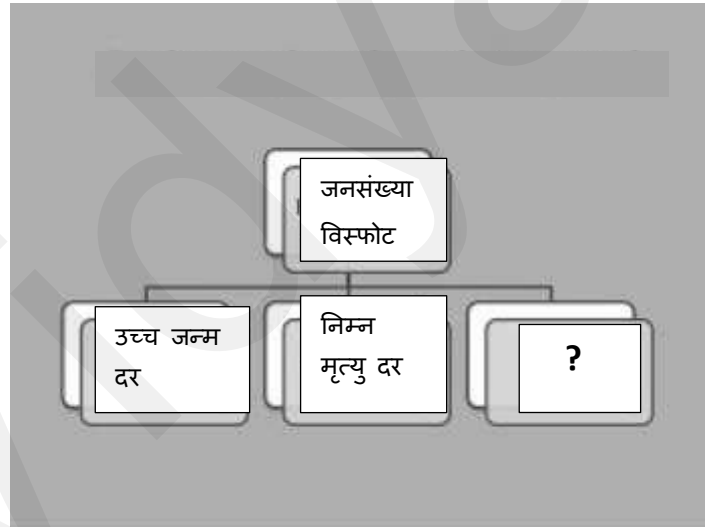 जनसंख्या
विस्फोट
उच्च जन्म
दर
निम्न
मृत्यु दर
?